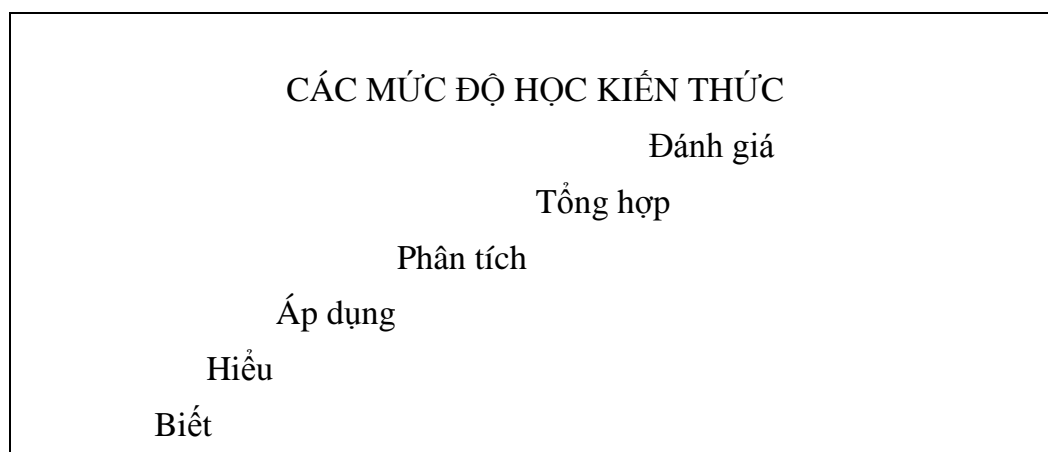 CÁC MỨC ĐỘ HỌC KIẾN THỨC
Đánh giá
Tổng hợp
Phân tích
Áp dụng
Hiểu
Biết